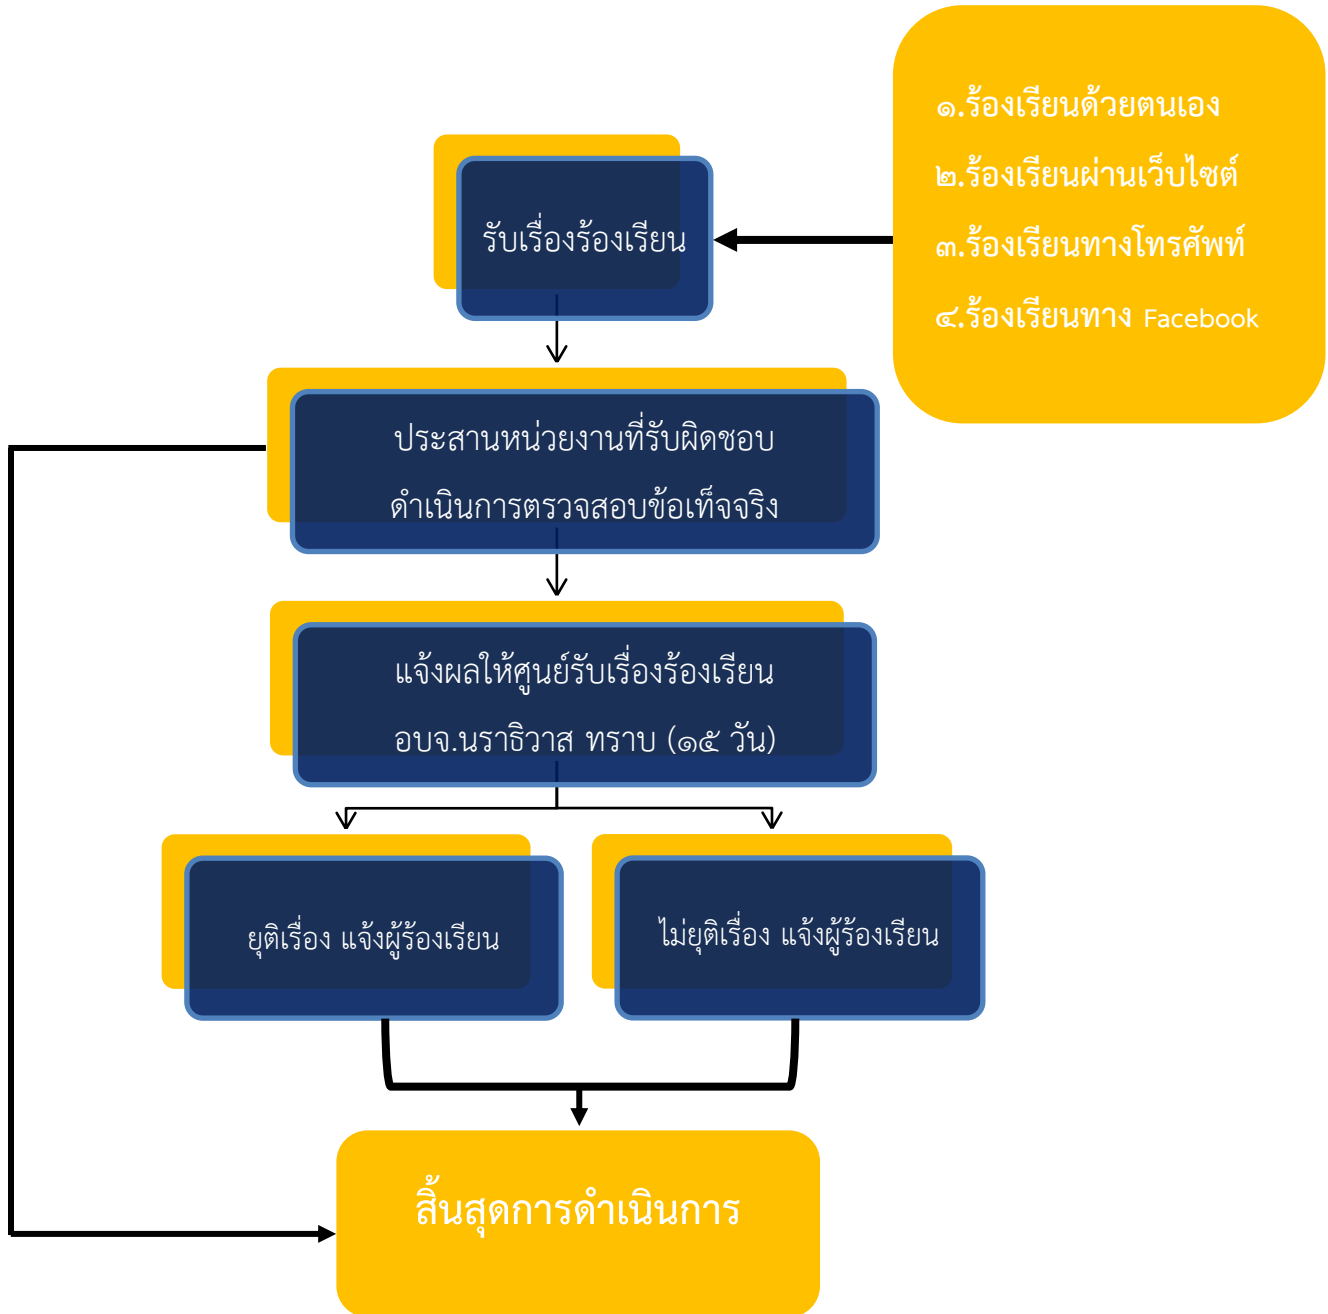 ๑.ร้องเรียนด้วยตนเอง
๒.ร้องเรียนผ่านเว็บไซต์
๓.ร้องเรียนทางโทรศัพท์
๔.ร้องเรียนทาง Facebook
รับเรื่องร้องเรียน
ประสานหน่วยงานที่รับผิดชอบ
ดำเนินการตรวจสอบข้อเท็จจริง
แจ้งผลให้ศูนย์รับเรื่องร้องเรียน
อบจ.นราธิวาส ทราบ (๑๕ วัน)
ยุติเรื่อง แจ้งผู้ร้องเรียน
ไม่ยุติเรื่อง แจ้งผู้ร้องเรียน
สิ้นสุดการดำเนินการ